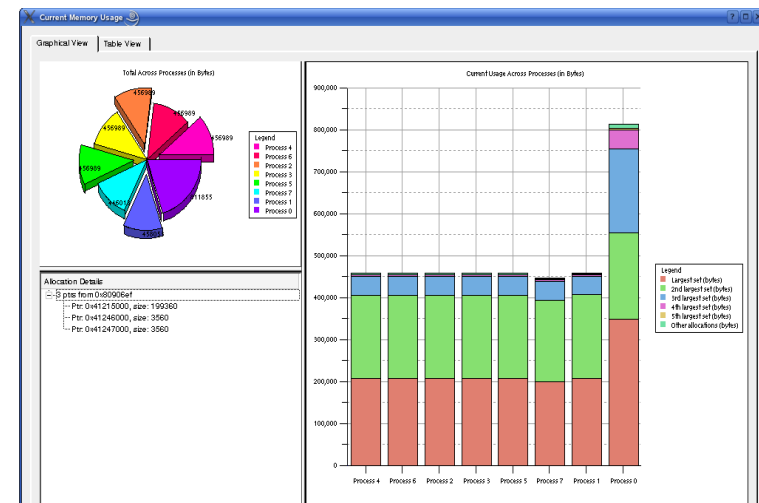 Current Memory Usage
Graphical View
Table View
Total Across Processes (in Bytes)
456989
456989
456989
456989
456989
811855
Legend
Process 4
Process 6
Process 2
Process 3
Process 5
Process 7
Process 1
Process 0
Allocation Details
3 ptrs from 0x80906ef
Ptr: 0x41215000, size: 199360
Ptr: 0x41246000, size: 3560
Ptr: 0x41247000, size: 3560
Current Usage Across Processes (in Bytes)
900,000
800,000
700,000
600,000
500,000
400,000
300,000
200,000
100,000
0
Process 4
Process 6
Process 2
Process 3
Process 5
Process 7
Process 1
Process 0
Legend
Largest set (bytes)
2nd largest set (bytes)
3rd largest set (bytes)
4th largest set (bytes)
5th largest set (bytes)
Other allocations (bytes)